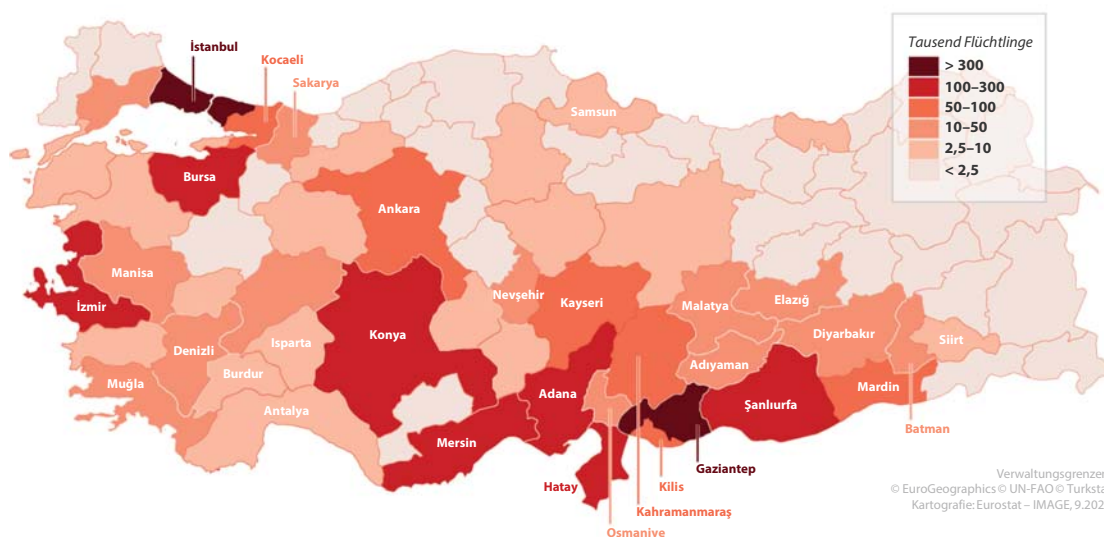 Tausend Flüchtlinge
> 300
100–300
50–100
10–50
2,5–10
< 2,5
İstanbul
Kocaeli
Sakarya
Samsun
Bursa
Ankara
Manisa
İzmir
Nevşehir
Kayseri
Malatya
Elazığ
Diyarbakır
Siirt
Konya
Isparta
Denizli
Burdur
Adıyaman
Muğla
Antalya
Adana
Şanlıurfa
Mardin
Batman
Mersin
Gaziantep
Hatay
Kilis
Kahramanmaraş
Osmaniye
Verwaltungsgrenzen
© EuroGeographics © UN-FAO © Turksta
Kartografie: Eurostat – IMAGE, 9.202